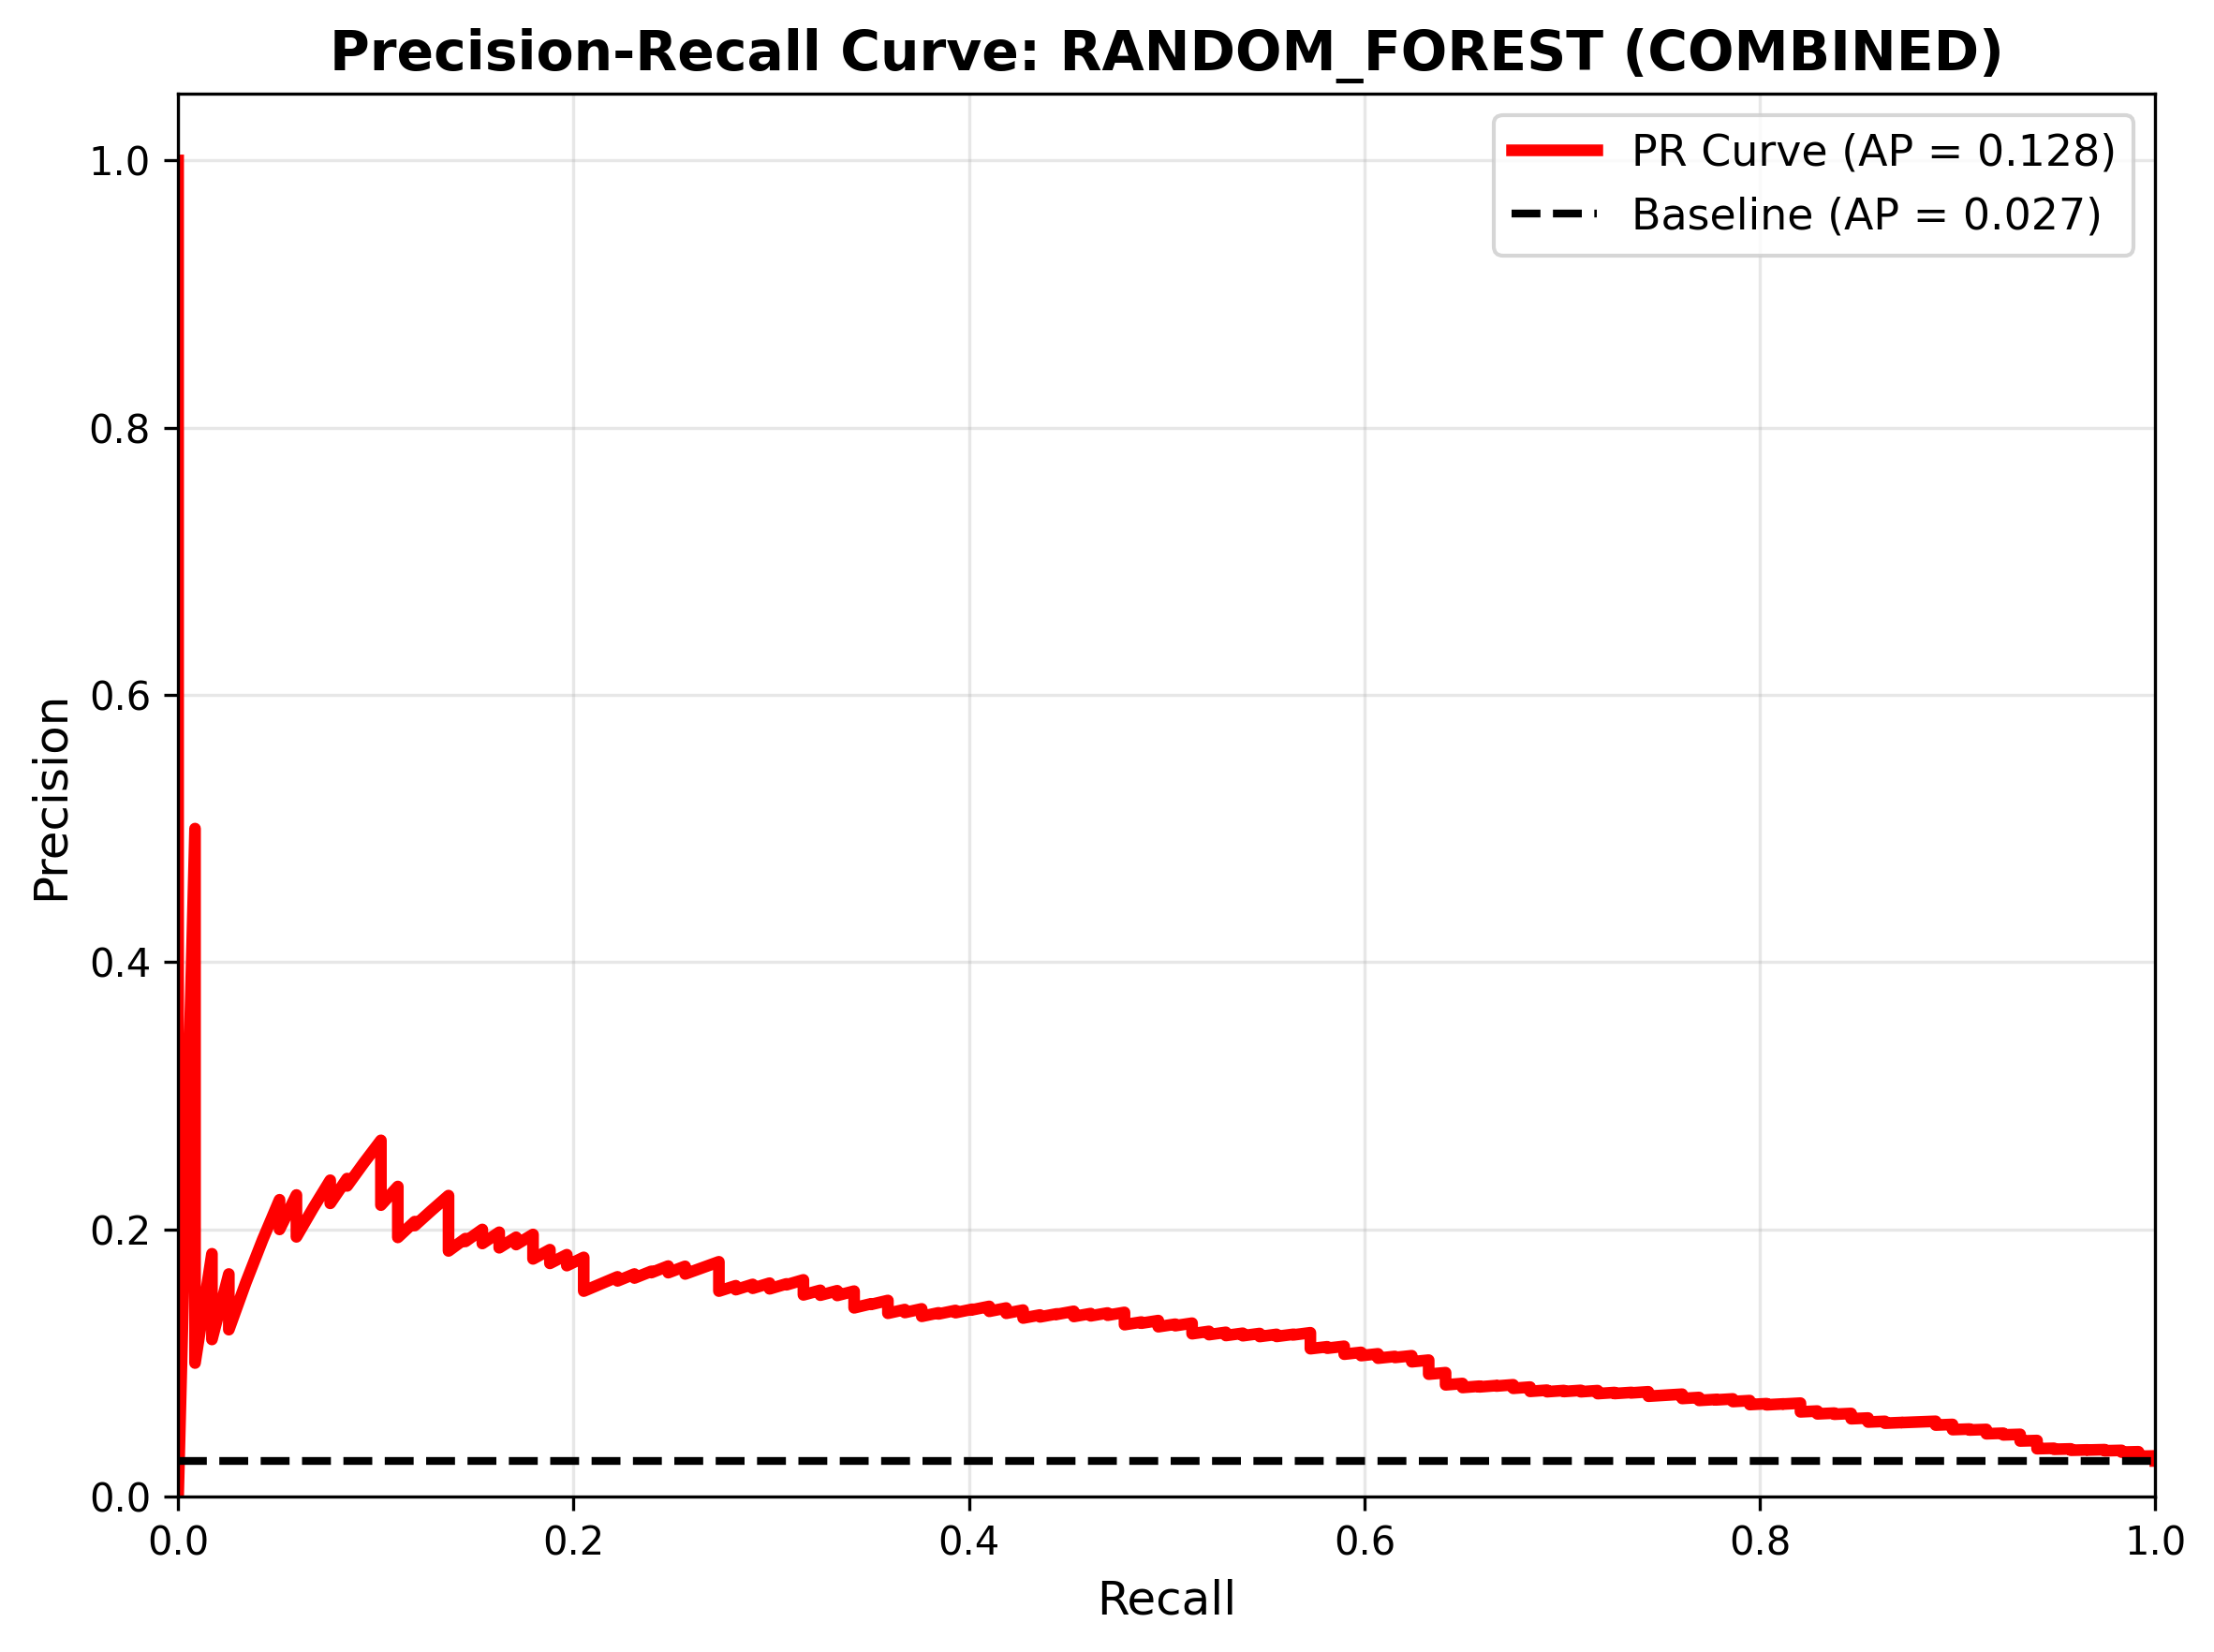 Precision-Recall Curve: RANDOM_FOREST (COMBINED)
PR Curve (AP = 0.128)
Baseline (AP = 0.027)
Precision
1.0
0.8
0.6
0.4
0.2
0.0
0.0 0.2 0.4 0.6 0.8 1.0
Recall